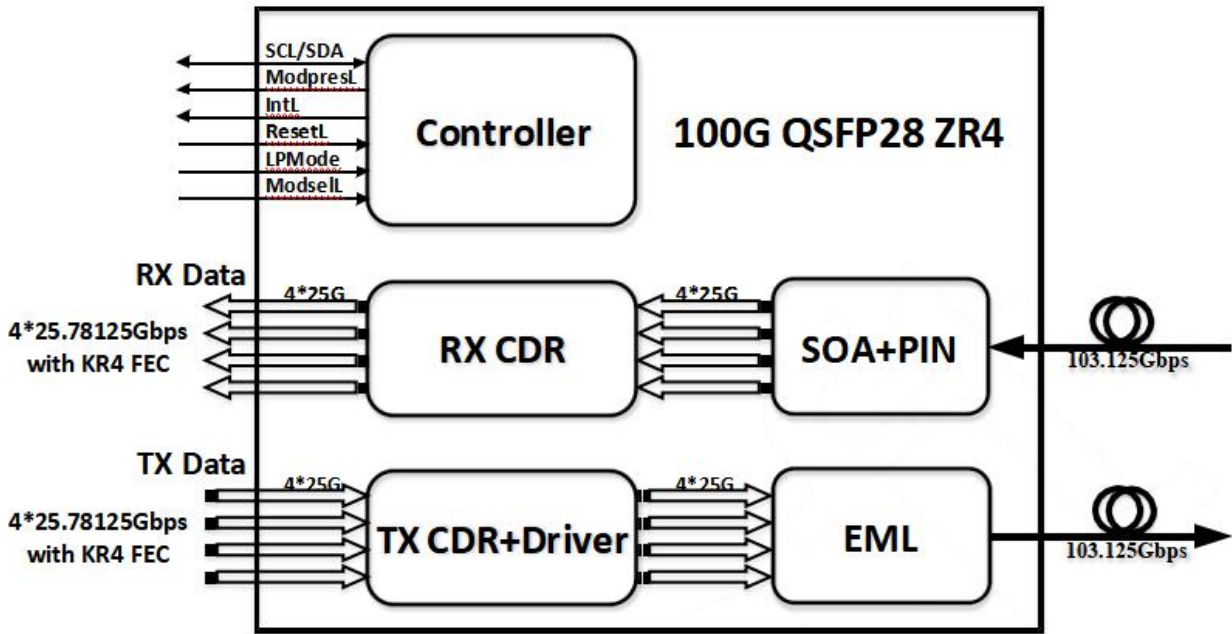 SCL/SDA
ModpresL
IntL
ResetL
LPMode
ModselL
Controller
100G QSFP28 ZR4
RX Data
4*25G
4*25G
4*25.78125Gbps
with KR4 FEC
RX CDR
SOA+PIN
103.125Gbps
TX Data
4*25G
4*25G
4*25.78125Gbps
with KR4 FEC
TX CDR+Driver
EML
103.125Gbps